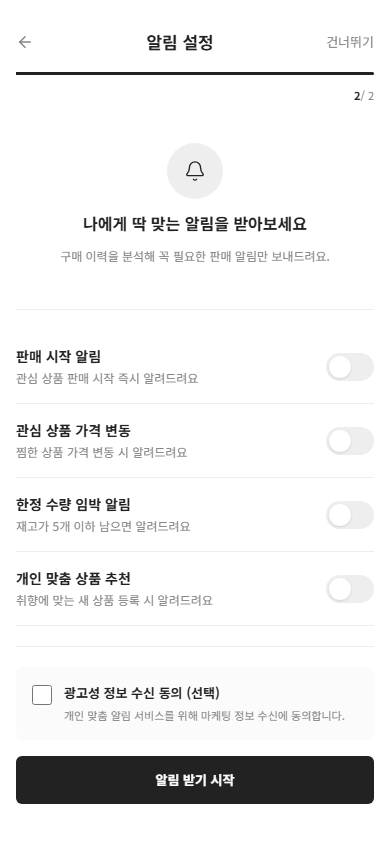 알림 설정
건너뛰기
2/ 2
나에게 딱 맞는 알림을 받아보세요
구매 이력을 분석해 꼭 필요한 판매 알림만 보내드려요.
판매 시작 알림
관심 상품 판매 시작 즉시 알려드려요
관심 상품 가격 변동
찜한 상품 가격 변동 시 알려드려요
한정 수량 임박 알림
재고가 5개 이하 남으면 알려드려요
개인 맞춤 상품 추천
취향에 맞는 새 상품 등록 시 알려드려요
광고성 정보 수신 동의 (선택)
개인 맞춤 알림 서비스를 위해 마케팅 정보 수신에 동의합니다.
알림 받기 시작